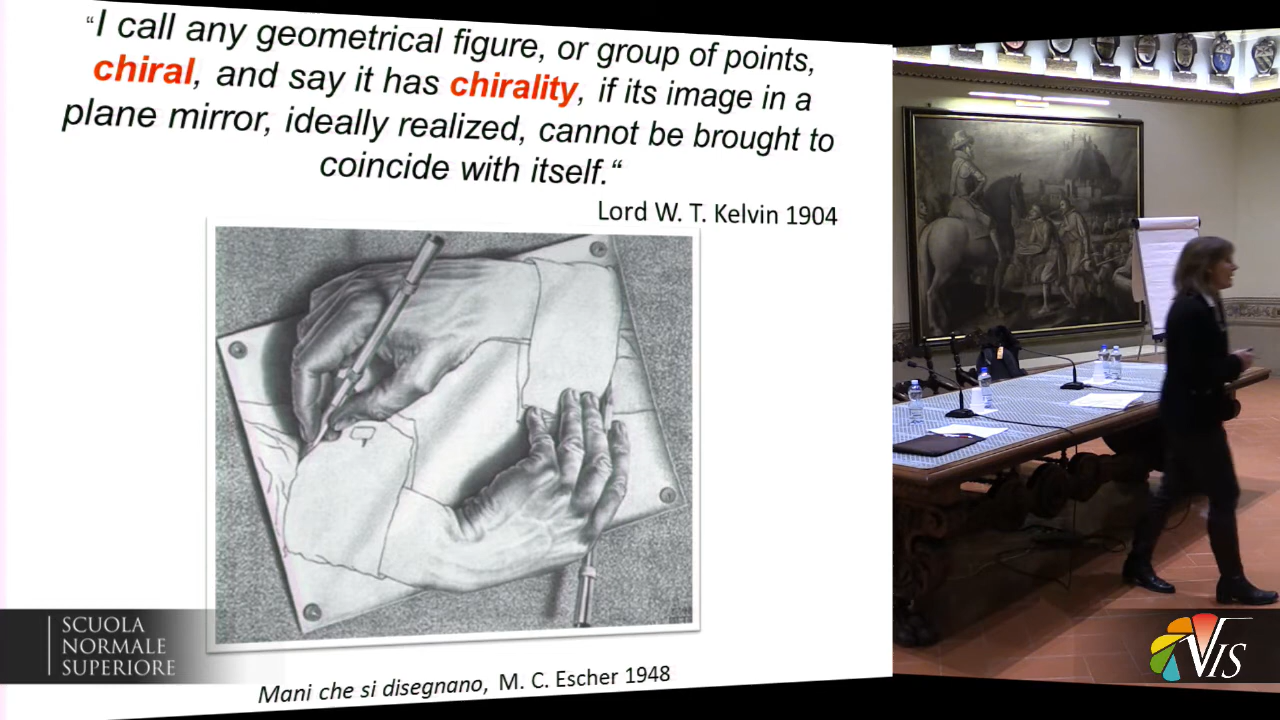 “I call any geometrical figure, or group of points,
chiral, and say it has chirality, if its image in a
plane mirror, ideally realized, cannot be brought to
coincide with itself.“
Lord W. T. Kelvin 1904
SCUOLA
NORMALE
SUPERIORE
Mani che si disegnano, M. C. Escher 1948
VIS